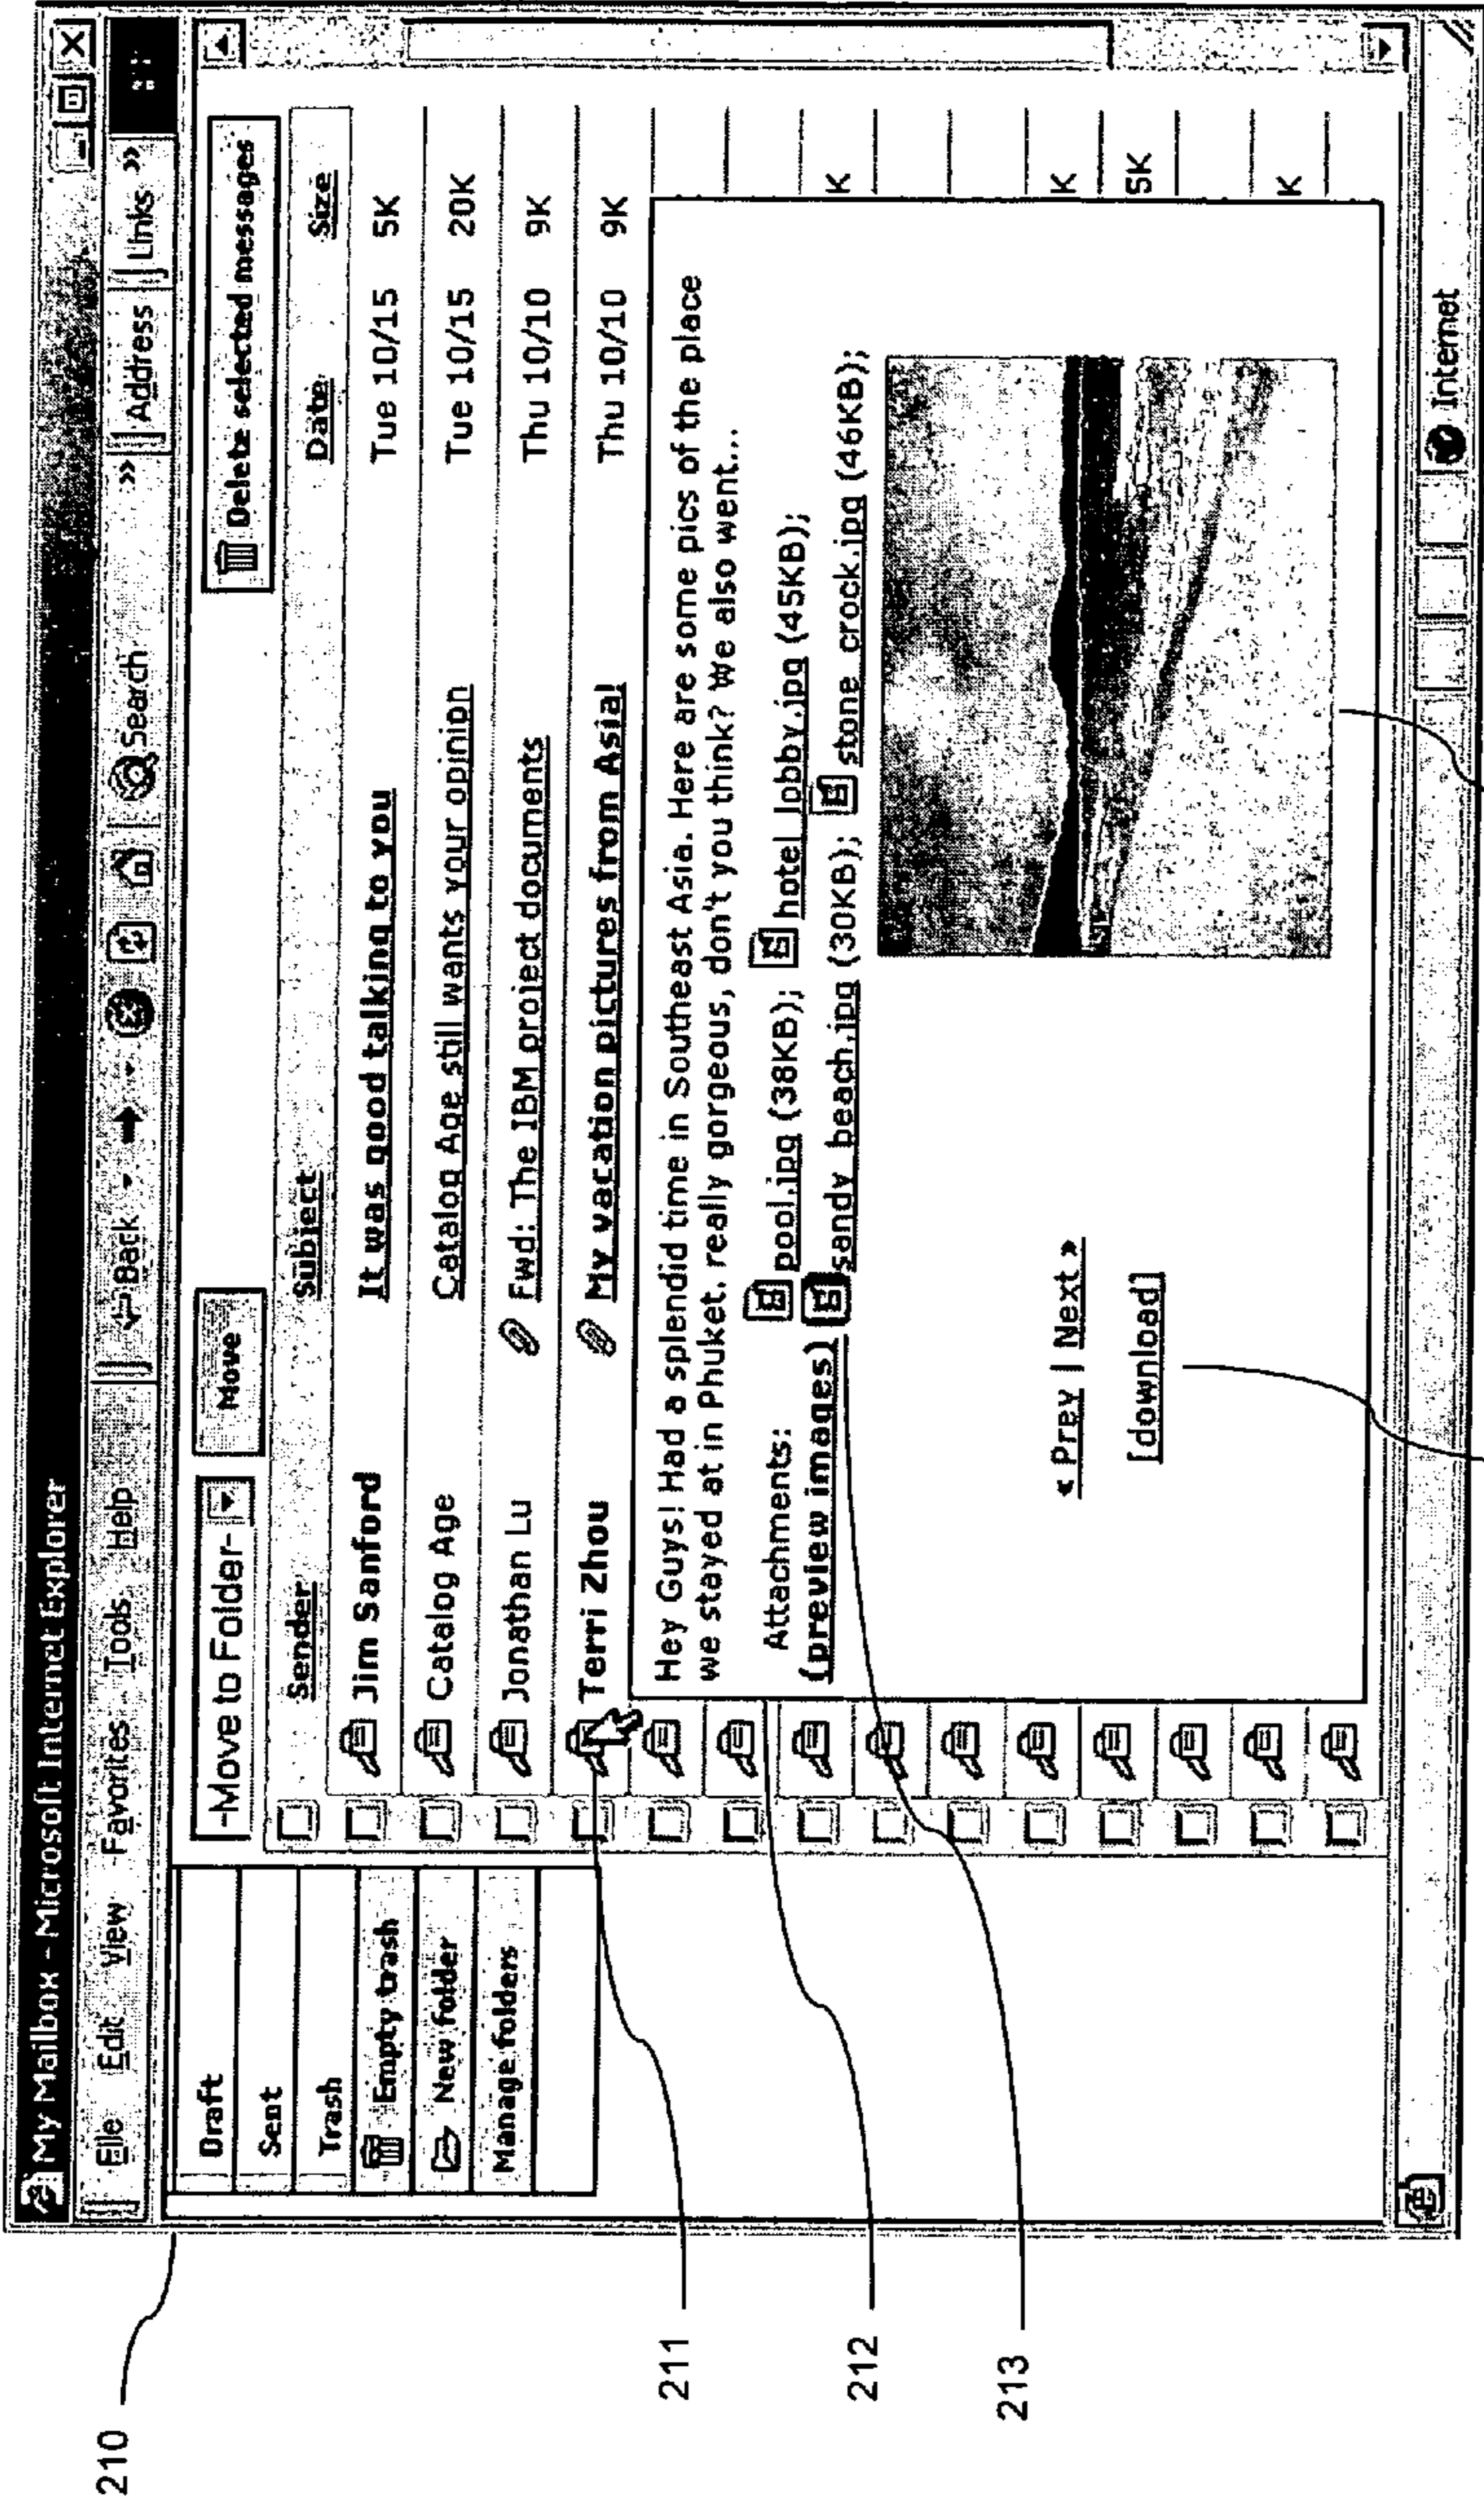 My Mailbox - Microsoft Internet Explorer
File Edit View Favorites Tools Help
Back
Search
»
Address
Links »
Draft
Sent
Trash
Empty trash
New folder
Manage folders
-Move to Folder-
Move
Delete selected messages
Sender Subject Date Size
Jim Sanford It was good talking to you Tue 10/15 5K
Catalog Age Catalog Age still wants your opinion Tue 10/15 20K
Jonathan Lu Fwd: The IBM project documents Thu 10/10 9K
Terri Zhou My vacation pictures from Asia! Thu 10/10 9K
Hey Guys! Had a splendid time in Southeast Asia. Here are some pics of the place
we stayed at in Phuket, really gorgeous, don't you think? We also went...
Attachments: pool.jpg (38KB); hotel lobby.jpg (45KB);
(preview images) sandy beach.jpg (30KB); stone crock.jpg (46KB);
« Prev | Next »
[download]
K
K
5K
K
Internet
210
211
212
213